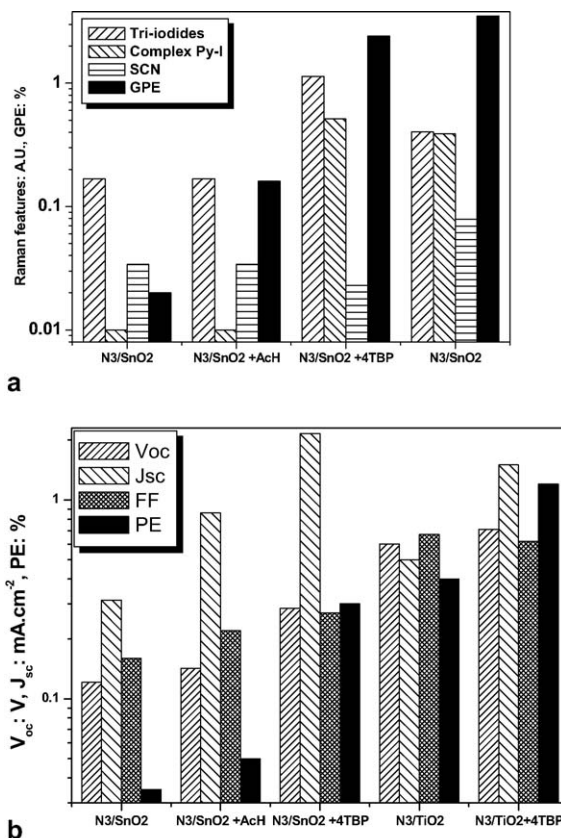 Tri-iodides
Complex Py-I
SCN
GPE
Raman features: A.U., GPE: %
1
0.1
0.01
N3/SnO2 N3/SnO2 +AcH N3/SnO2 +4TBP N3/SnO2
a
Voc
Jsc
FF
PE
Voc: V, Jsc: mA.cm-2, PE: %
1
0.1
N3/SnO2 N3/SnO2 +AcH N3/SnO2 +4TBP N3/TiO2 N3/TiO2+4TBP
b